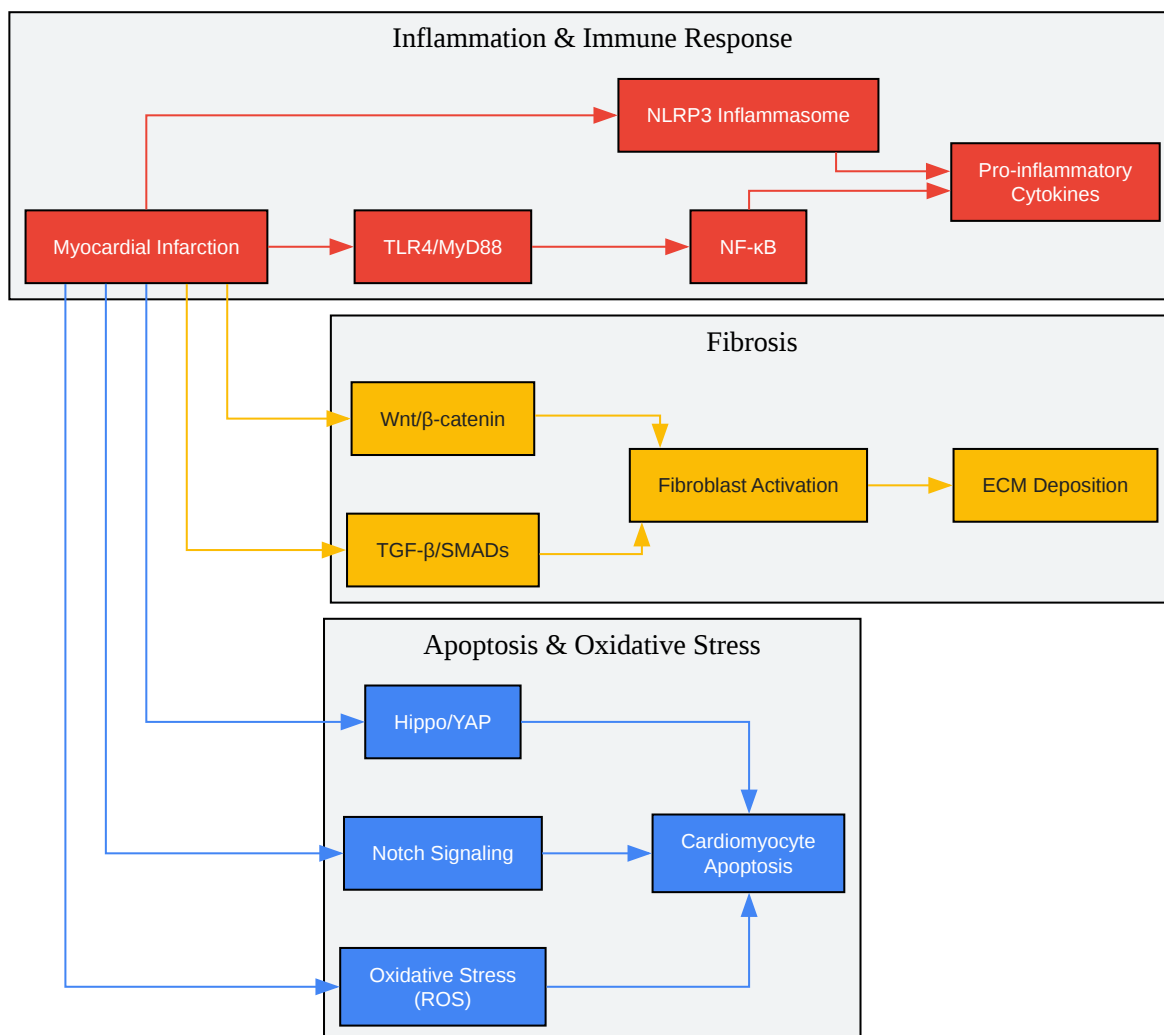 Inflammation & Immune Response
NLRP3 Inflammasome
Pro-inflammatory
Cytokines
Myocardial Infarction
TLR4/MyD88
NF-κB
Fibrosis
Wnt/β-catenin
Fibroblast Activation
ECM Deposition
TGF-β/SMADs
Apoptosis & Oxidative Stress
Hippo/YAP
Notch Signaling
Cardiomyocyte
Apoptosis
Oxidative Stress
(ROS)